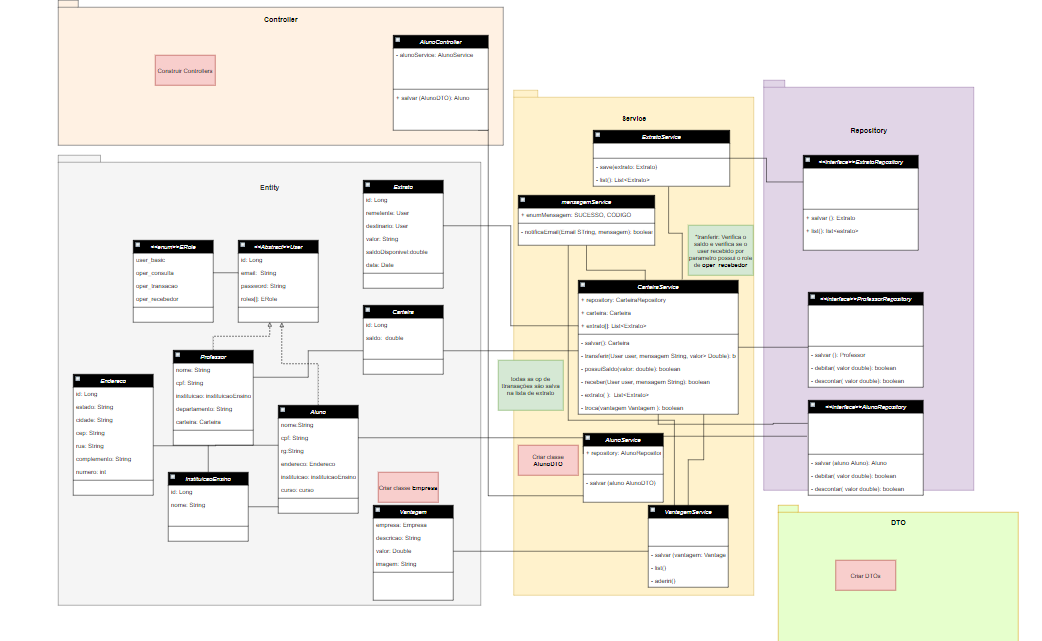 Controller
Construir Controllers
AlunoController
- alunoService: AlunoService
+ salvar (AlunoDTO): Aluno
Entity
Extrato
id: Long
remetente: User
destinario: User
valor: String
saldoDisponivel:double
data: Date
<<enum>>ERole
user_basic
oper_consulta
oper_transacao
oper_recebedor
<<Abstract>>User
id: Long
email: String
password: String
roles[]: ERole
Carteira
id: Long
saldo: double
Professor
nome: String
cpf: String
instituicao: instituicaoEnsino
departamento: String
carteira: Carteira
Endereco
id: Long
estado: String
cidade: String
cep: String
rua: String
complemento: String
numero: int
Aluno
nome:String
cpf: String
rg:String
endereco: Endereco
instituicao: instituicaoEnsino
curso: curso
InstituicaoEnsino
id: Long
nome: String
Criar classe Empresa
Vantagem
empresa: Empresa
descricao: String
valor: Double
imagem: String
Service
ExtratoService
- save(extrato: Extrato)
- list(): List<Extrato>
mensagemService
+ enumMensagem: SUCESSO, CODIGO
- notificaEmail(Email STring, mensagem): boolear
"tranferir: Verifica o
saldo e verifica se o
user recebido por
parametro possui o role
de oper_recebedor
CarteiraService
+ repository: CarteiraRepository
+ carteira: Carteira
+ extrato[]: List<Extrato>
- salvar(): Carteira
- transferir(User user, mensagem String, valor> Double). b
- possuiSaldo(valor: double): boolean
- receber(User user, mensagem String); boolean
- extrato( ): List<Extrato>
- troca(vantagem Vantagem ): boolean
todas as op de
transações são salva
na lista de extrato
AlunoService
+ repository: AlunoReposito
- salvar (aluno AlunoDTO)
Criar classe
AlunoDTO
VantagemService
- salvar (vantagem: Vantage
- list()
- aderiri()
Repository
<<Interface>>ExtratoRepository
+ salvar (): Extrato
+ list(): list<extrato>
<<Interface>>ProfessorRepository
- salvar (): Professor
- debitar( valor double): boolean
- descontar( valor double): boolean
<<Interface>>AlunoRepository
- salvar (aluno Aluno): Aluno
- debitar( valor double): boolean
- descontar( valor double): boolean
DTO
Criar DTOs